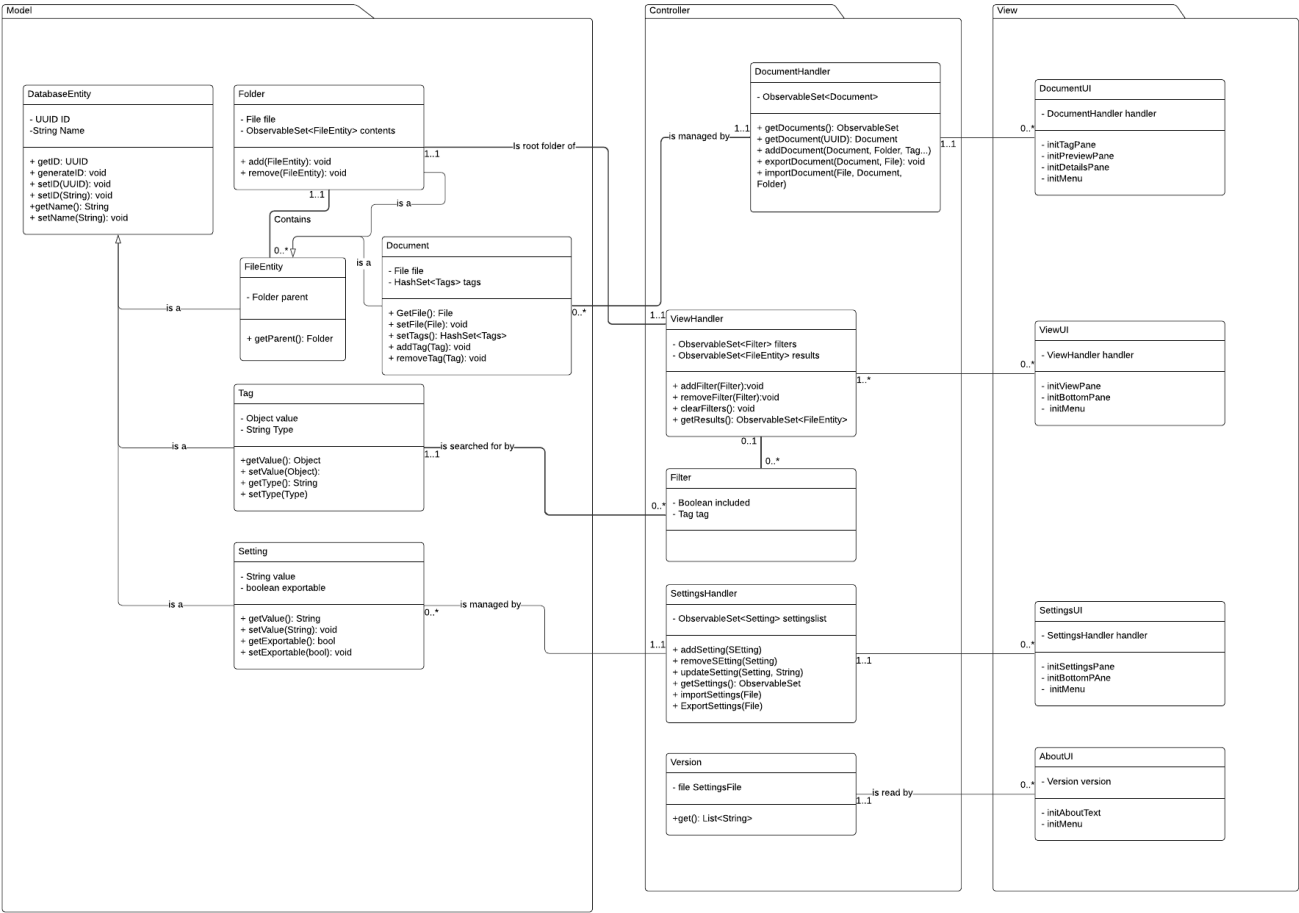 Model
DatabaseEntity
- UUID ID
-String Name
+ getID: UUID
+ generateID: void
+ setID(UUID): void
+ setID(String): void
+getName(): String
+ setName(String): void
Folder
- File file
- ObservableSet<FileEntity> contents
+ add(FileEntity): void
+ remove(FileEntity): void
1..1
Is root folder of
1..1
is a
Contains
0..*
FileEntity
- Folder parent
+ getParent(): Folder
is a
is a
Document
- File file
- HashSet<Tags> tags
+ GetFile(): File
+ setFile(File): void
+ setTags(): HashSet<Tags>
+ addTag(Tag): void
+ removeTag(Tag): void
0..*
Tag
- Object value
- String Type
+getValue(): Object
+ setValue(Object):
+ getType(): String
+ setType(Type)
is a
is searched for by
1..1
Setting
- String value
- boolean exportable
+ getValue(): String
+ setValue(String): void
+ getExportable(): bool
+ setExportable(bool): void
is a
is managed by
0..*
Controller
DocumentHandler
- ObservableSet<Document>
+ getDocuments(): ObservableSet
+ getDocument(UUID): Document
+ addDocument(Document, Folder, Tag...)
+ exportDocument(Document, File): void
+ importDocument(File, Document,
Folder)
is managed by
1..1
1..1
1..1
ViewHandler
- ObservableSet<Filter> filters
- ObservableSet<FileEntity> results
+ addFilter(Filter):void
+ removeFilter(Filter):void
+ clearFilters(): void
+ getResults(): ObservableSet<FileEntity>
1..*
0..1
0..*
Filter
- Boolean included
- Tag tag
0..*
SettingsHandler
- ObservableSet<Setting> settingslist
+ addSetting(SEtting)
+ removeSEtting(Setting)
+ updateSetting(Setting, String)
+ getSettings(): ObservableSet
+ importSettings(File)
+ ExportSettings(File)
1..1
1..1
Version
- file SettingsFile
+get(): List<String>
1..1
is read by
View
DocumentUI
- DocumentHandler handler
- initTagPane
- initPreviewPane
- initDetailsPane
- initMenu
0..*
ViewUI
- ViewHandler handler
- initViewPane
- initBottomPane
- initMenu
0..*
SettingsUI
- SettingsHandler handler
- initSettingsPane
- initBottomPAne
- initMenu
0..*
AboutUI
- Version version
- initAboutText
- initMenu
0..*